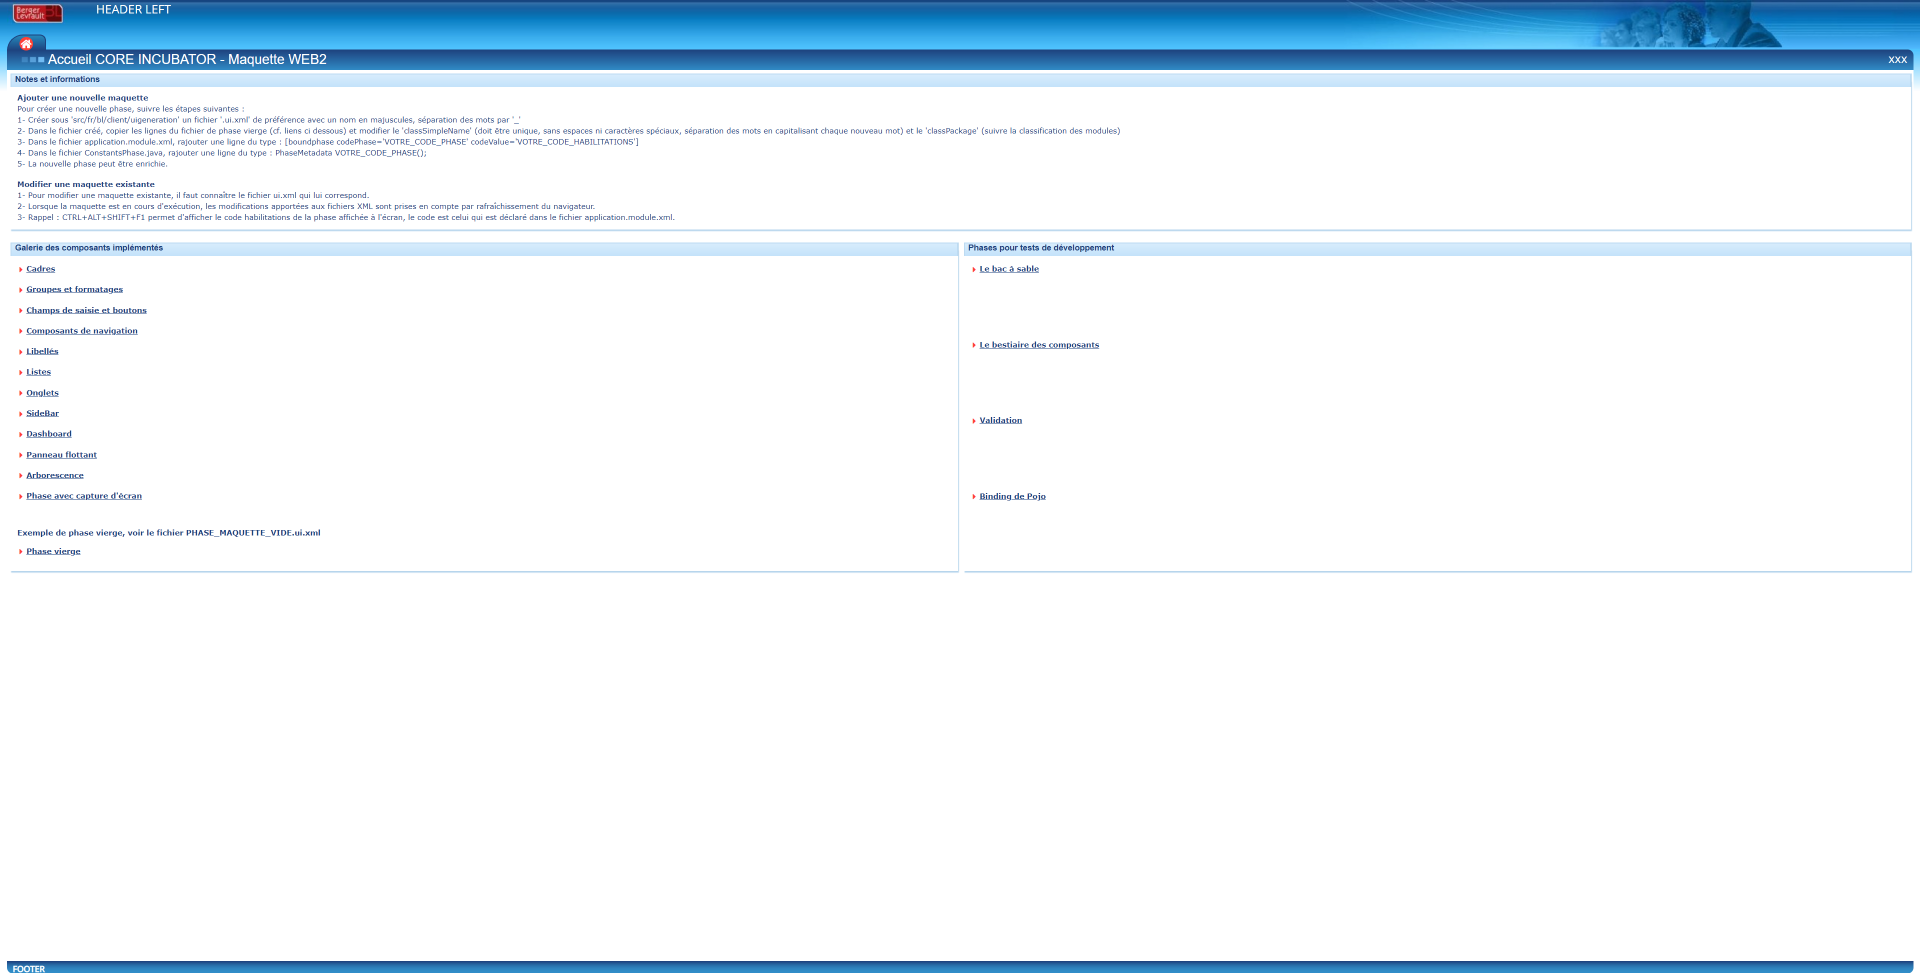 Berger
Levrault BL
HEADER LEFT
Accueil CORE INCUBATOR - Maquette WEB2
XXX
Notes et informations
Ajouter une nouvelle maquette
Pour créer une nouvelle phase, suivre les étapes suivantes :
1- Créer sous 'src/fr/bl/client/uigeneration' un fichier '.ui.xml' de préférence avec un nom en majuscules, séparation des mots par '_'
2- Dans le fichier créé, copier les lignes du fichier de phase vierge (cf. liens ci dessous) et modifier le 'classSimpleName' (doit être unique, sans espaces ni caractères spéciaux, séparation des mots en capitalisant chaque nouveau mot) et le 'classPackage' (suivre la classification des modules)
3- Dans le fichier application.module.xml, rajouter une ligne du type : [boundphase codePhase='VOTRE_CODE_PHASE' codeValue='VOTRE_CODE_HABILITATIONS']
4- Dans le fichier ConstantsPhase.java, rajouter une ligne du type : PhaseMetadata VOTRE_CODE_PHASE();
5- La nouvelle phase peut être enrichie.
Modifier une maquette existante
1- Pour modifier une maquette existante, il faut connaître le fichier ui.xml qui lui correspond.
2- Lorsque la maquette est en cours d'exécution, les modifications apportées aux fichiers XML sont prises en compte par rafraîchissement du navigateur.
3- Rappel : CTRL+ALT+SHIFT+F1 permet d'afficher le code habilitations de la phase affichée à l'écran, le code est celui qui est déclaré dans le fichier application.module.xml.
Galerie des composants implémentés
Cadres
Groupes et formatages
Champs de saisie et boutons
Composants de navigation
Libellés
Listes
Onglets
SideBar
Dashboard
Panneau flottant
Arborescence
Phase avec capture d'écran
Exemple de phase vierge, voir le fichier PHASE_MAQUETTE_VIDE.ui.xml
Phase vierge
Phases pour tests de développement
Le bac à sable
Le bestiaire des composants
Validation
Binding de Pojo
FOOTER